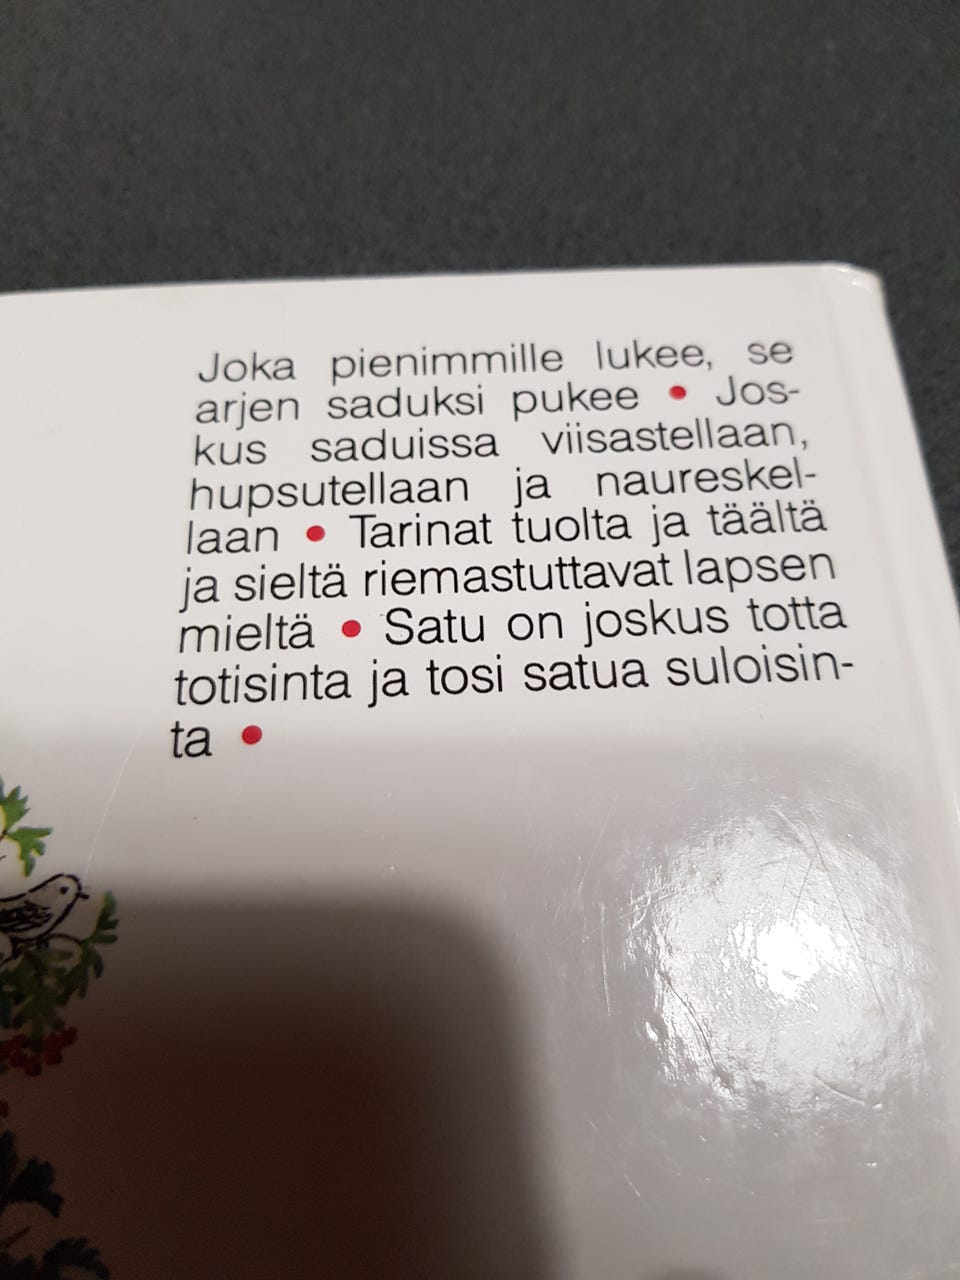 Joka pienimmille lukee, se
arjen saduksi pukee • Jos-
kus saduissa viisastellaan,
hupsutellaan ja naureskel-
laan • Tarinat tuolta ja täältä
ja sieltä riemastuttavat lapsen
mieltä • Satu on joskus totta
totisinta ja tosi satua suloisin-
ta •